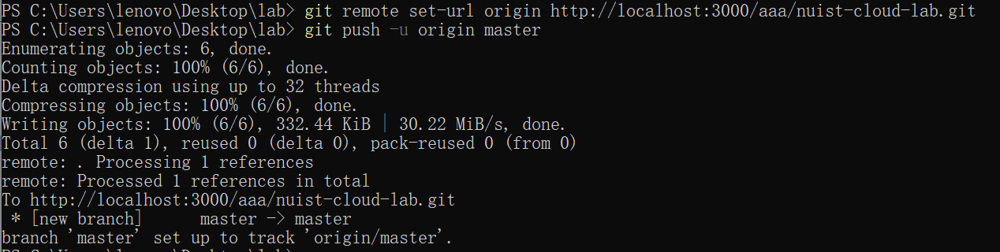 PS C:\Users\lenovo\Desktop\lab> git remote set-url origin http://localhost:3000/aaa/nuist-cloud-lab.git
PS C:\Users\lenovo\Desktop\lab> git push -u origin master
Enumerating objects: 6, done.
Counting objects: 100% (6/6), done.
Delta compression using up to 32 threads
Compressing objects: 100% (6/6), done.
Writing objects: 100% (6/6), 332.44 KiB | 30.22 MiB/s, done.
Total 6 (delta 1), reused 0 (delta 0), pack-reused 0 (from 0)
remote: . Processing 1 references
remote: Processed 1 references in total
To http://localhost:3000/aaa/nuist-cloud-lab.git
 * [new branch]      master -> master
branch 'master' set up to track 'origin/master'.
PS C:\Users\lenovo\Desktop\lab>